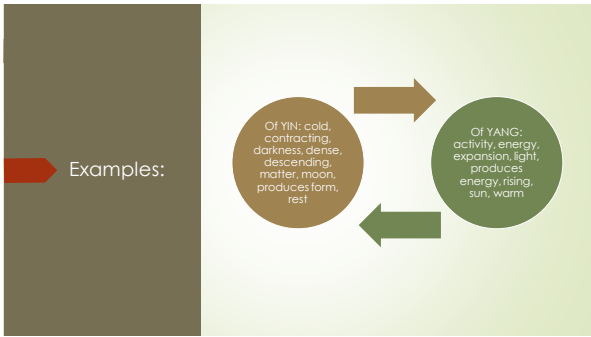 Examples:
Of YIN: cold,
contracting,
darkness, dense,
descending,
matter, moon,
produces form,
rest
Of YANG:
activity, energy,
expansion, light,
produces
energy, rising,
sun, warm